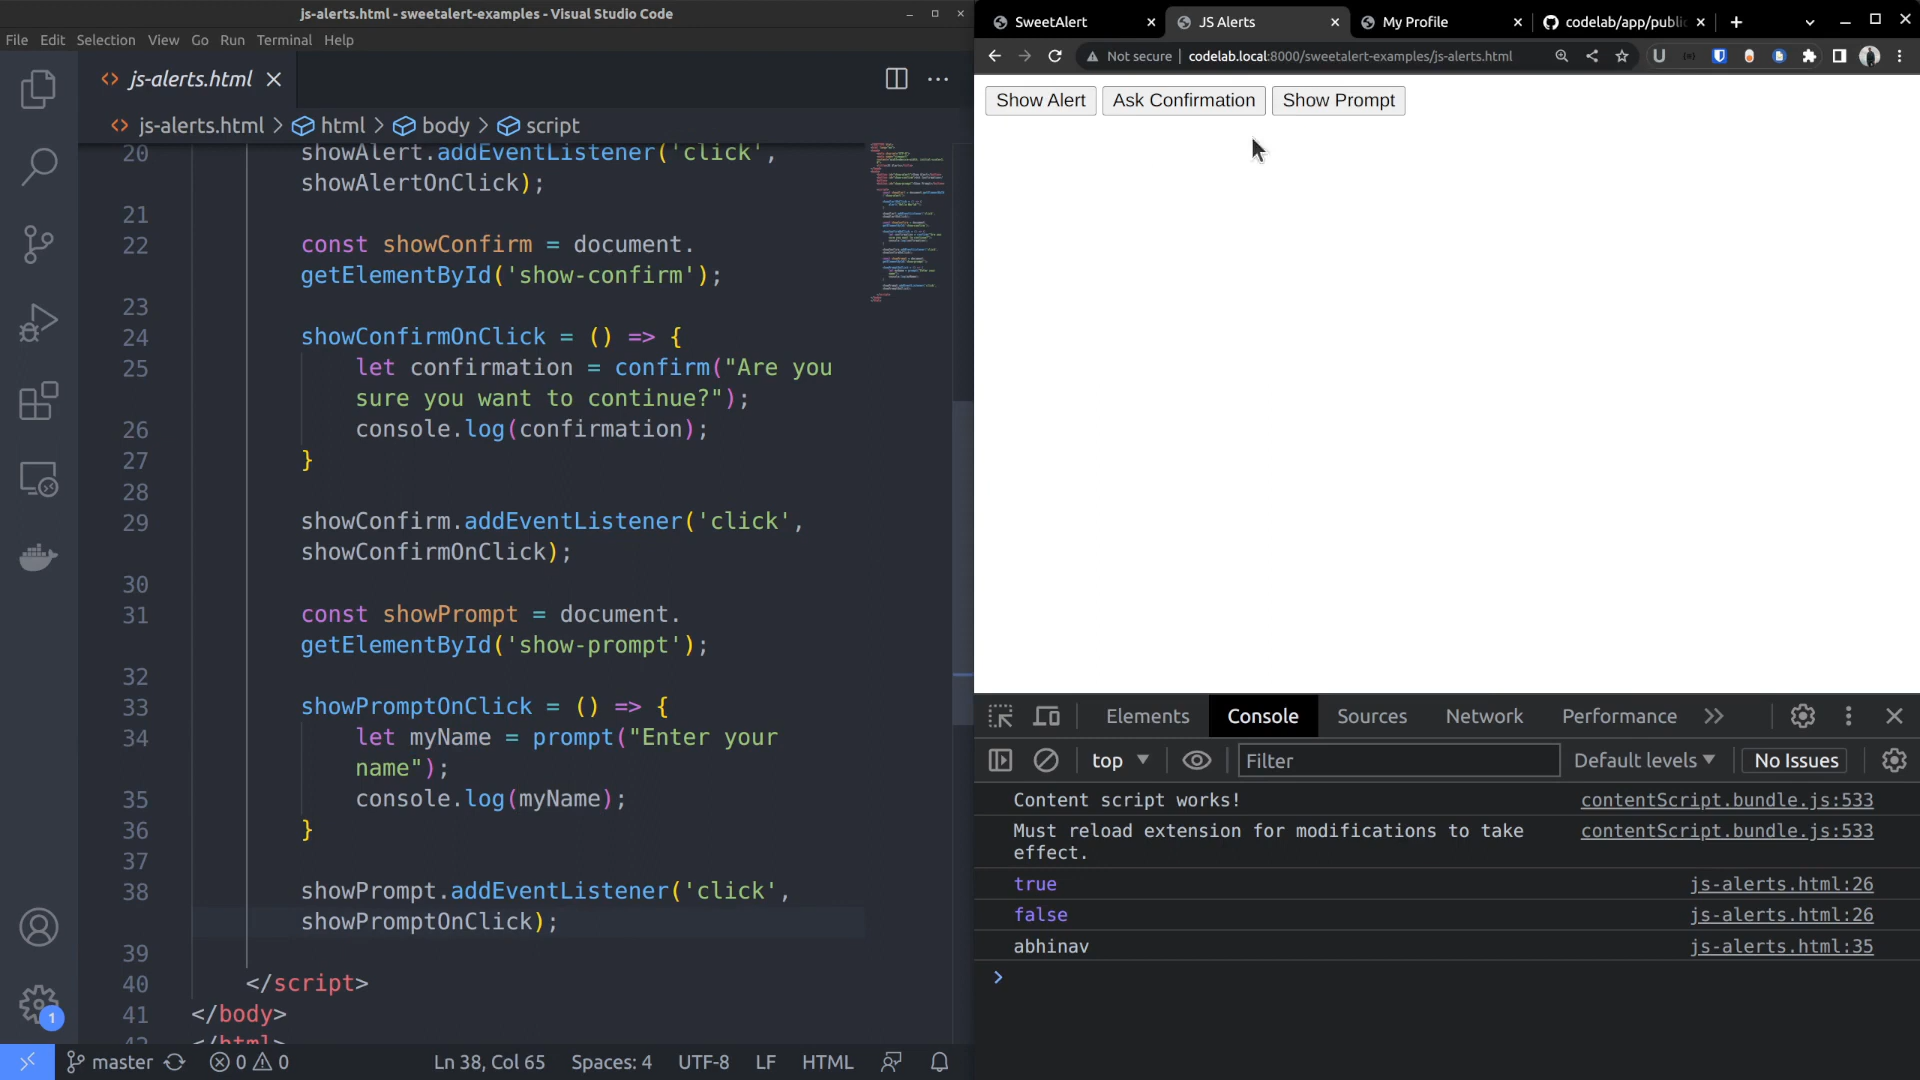 js-alerts.html - sweetalert-examples - Visual Studio Code
File Edit Selection View Go Run Terminal Help
js-alerts.html
js-alerts.html > html > body > script
20 showAlert.addEventListener('click',
showAlertOnClick);
21
22 const showConfirm = document.
getElementById('show-confirm');
23
24 showConfirmOnClick = () => {
25 let confirmation = confirm("Are you
sure you want to continue?");
26 console.log(confirmation);
27 }
28
29 showConfirm.addEventListener('click',
showConfirmOnClick);
30
31 const showPrompt = document.
getElementById('show-prompt');
32
33 showPromptOnClick = () => {
34 let myName = prompt("Enter your
name");
35 console.log(myName);
36 }
37
38 showPrompt.addEventListener('click',
showPromptOnClick);
39
40 </script>
41 </body>
42 </html>
1
master 0 0 Ln 38, Col 65 Spaces: 4 UTF-8 LF HTML
SweetAlert JS Alerts My Profile codelab/app/public
Not secure codelab.local:8000/sweetalert-examples/js-alerts.html
Show Alert Ask Confirmation Show Prompt
Elements Console Sources Network Performance
top Filter Default levels No Issues
Content script works! contentScript.bundle.js:533
Must reload extension for modifications to take contentScript.bundle.js:533
effect.
true js-alerts.html:26
false js-alerts.html:26
abhinav js-alerts.html:35